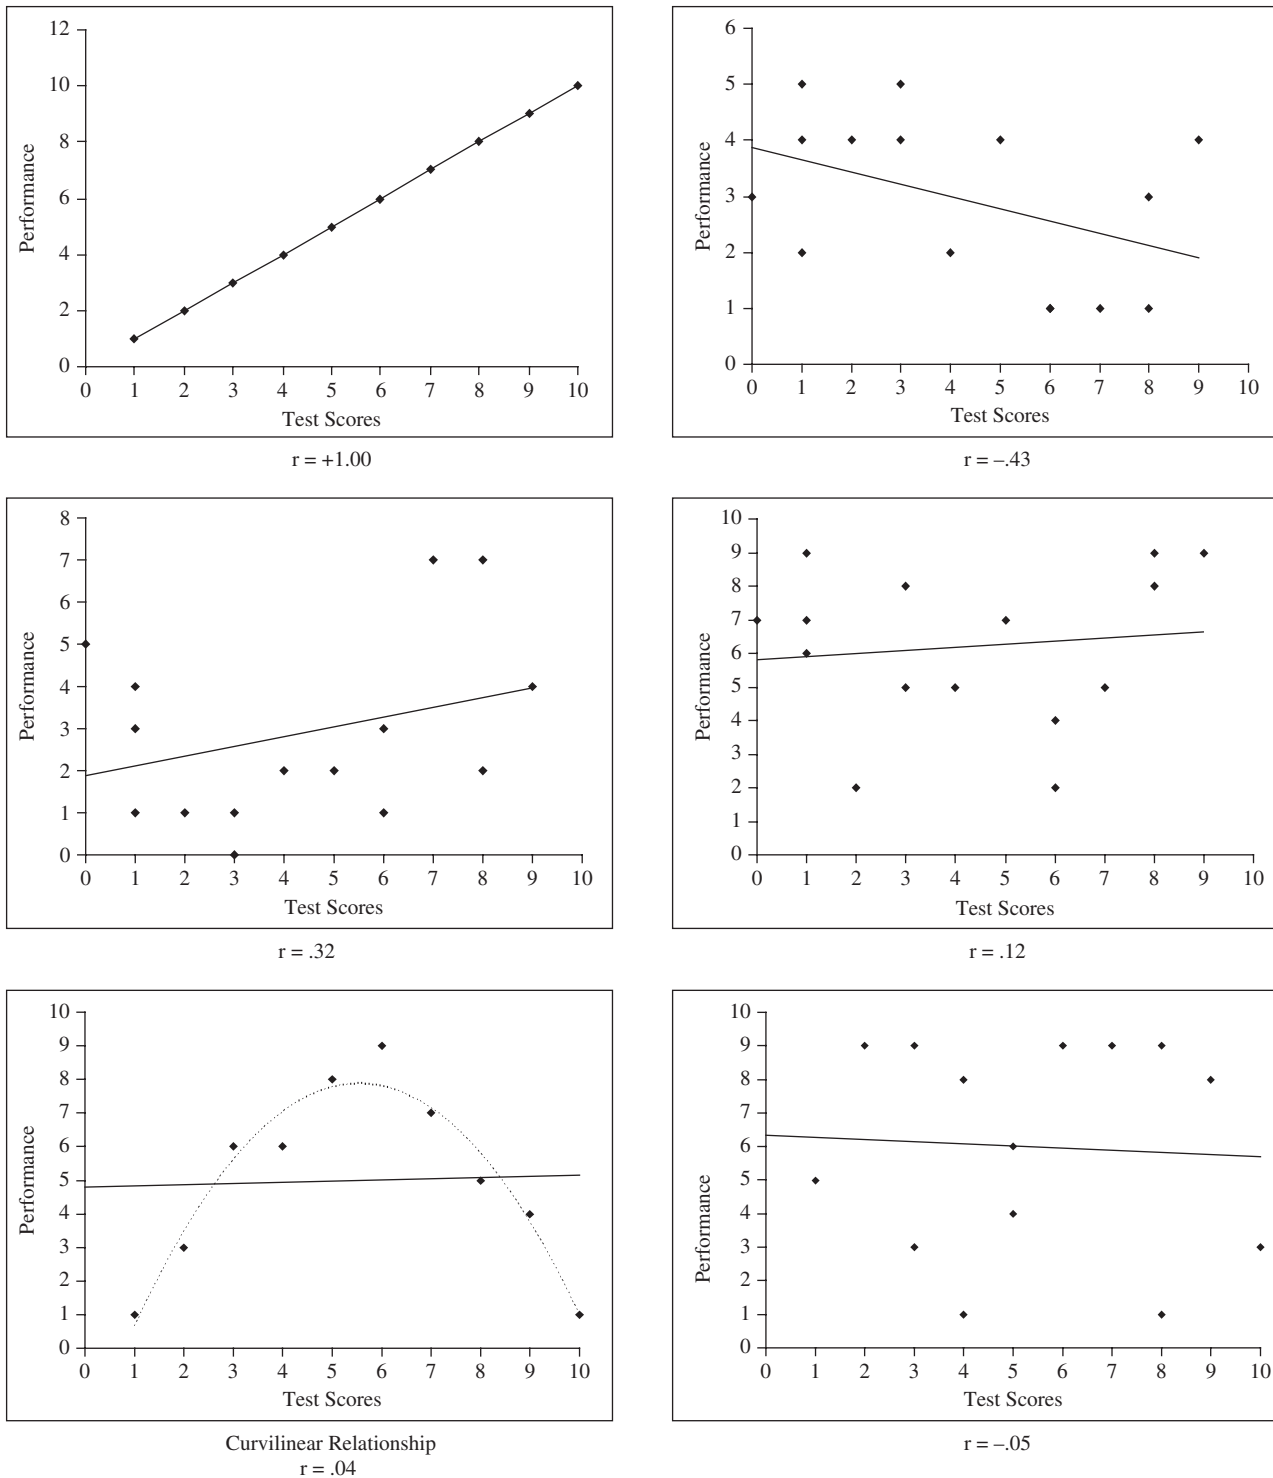 12
10
8
6
4
2
0
Performance
0 1 2 3 4 5 6 7 8 9 10
Test Scores
r = +1.00
6
5
4
3
2
1
0
Performance
0 1 2 3 4 5 6 7 8 9 10
Test Scores
r = –.43
8
7
6
5
4
3
2
1
0
Performance
0 1 2 3 4 5 6 7 8 9 10
Test Scores
r = .32
10
9
8
7
6
5
4
3
2
1
0
Performance
0 1 2 3 4 5 6 7 8 9 10
Test Scores
r = .12
10
9
8
7
6
5
4
3
2
1
0
Performance
0 1 2 3 4 5 6 7 8 9 10
Test Scores
Curvilinear Relationship
r = .04
10
9
8
7
6
5
4
3
2
1
0
Performance
0 1 2 3 4 5 6 7 8 9 10
Test Scores
r = –.05